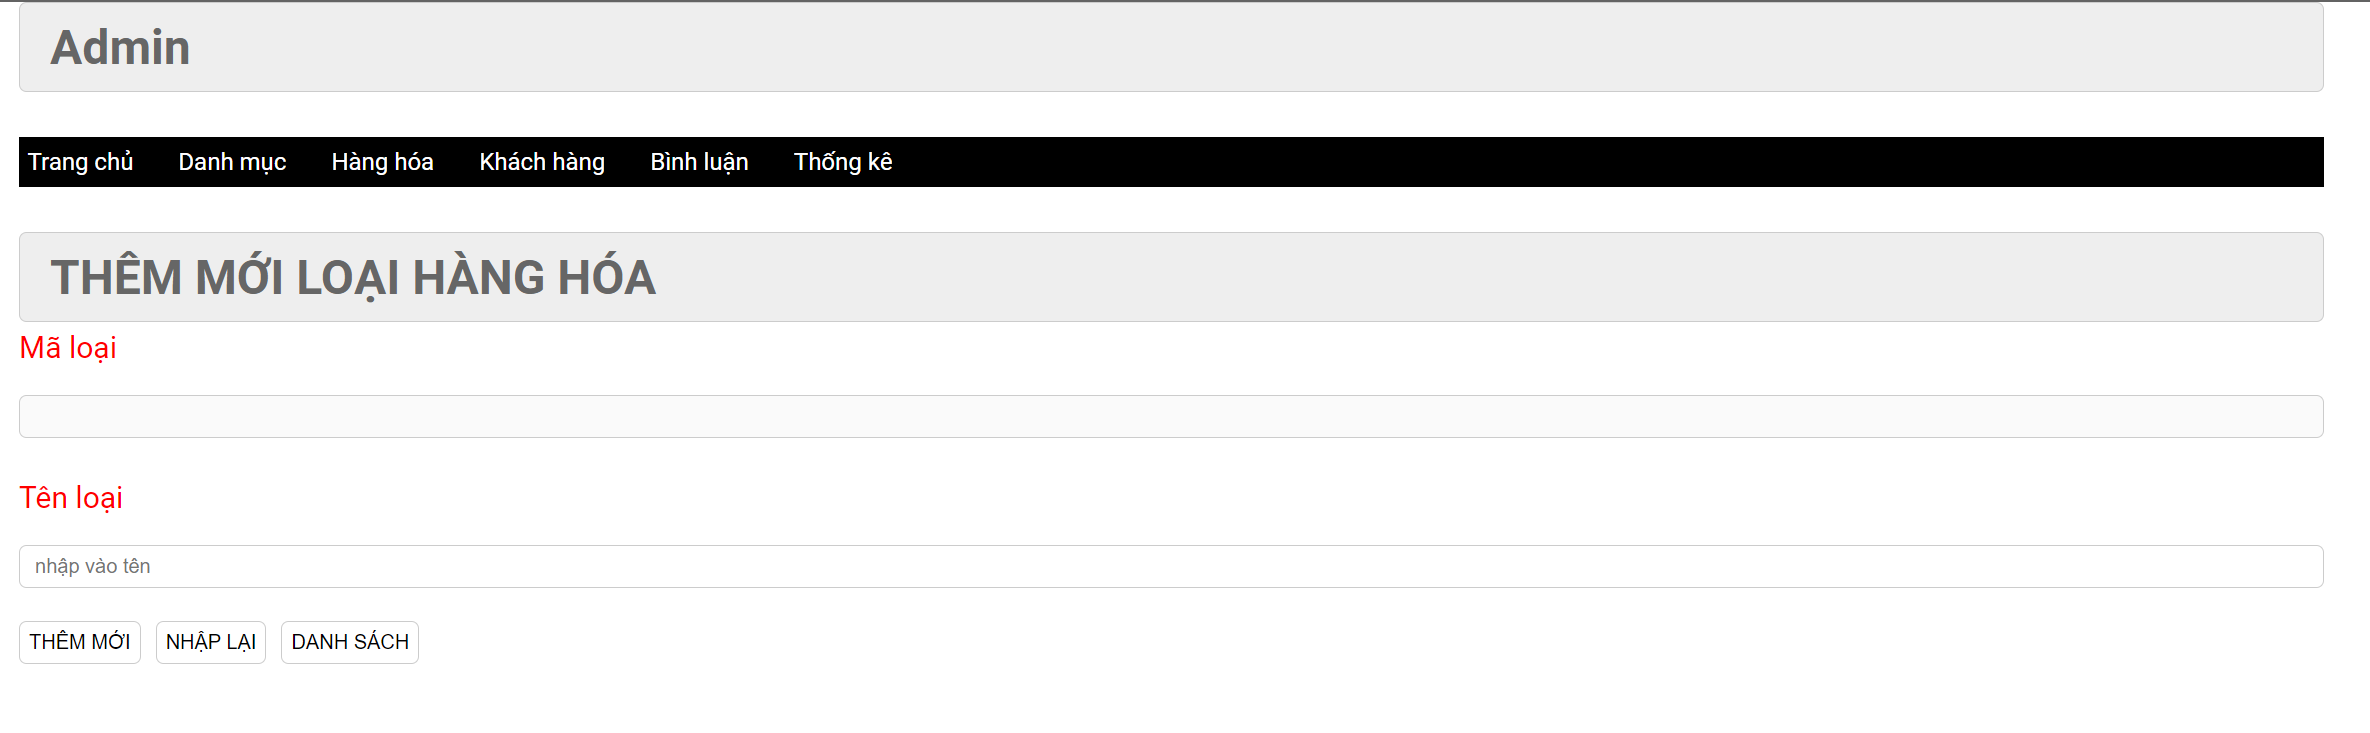 Admin
Trang chủ Danh mục Hàng hóa Khách hàng Bình luận Thống kê
THÊM MỚI LOẠI HÀNG HÓA
Mã loại
Tên loại
nhập vào tên
THÊM MỚI NHẬP LẠI DANH SÁCH